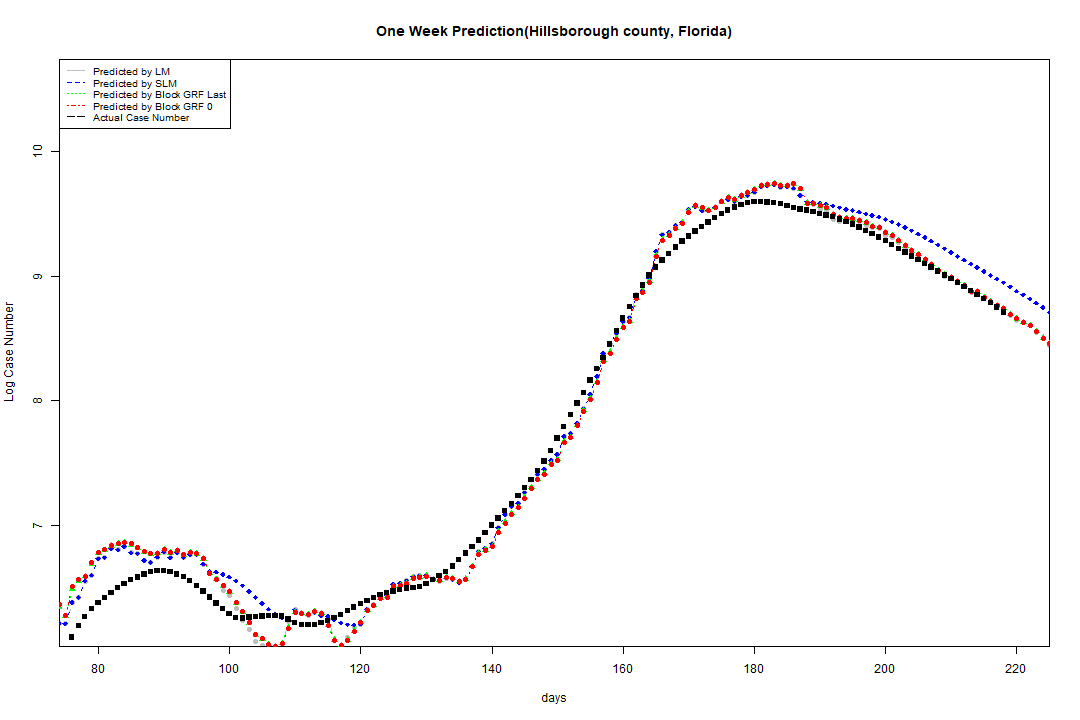 One Week Prediction(Hillsborough county, Florida)
Predicted by LM
Predicted by SLM
Predicted by Block GRF Last
Predicted by Block GRF 0
Actual Case Number
10
9
8
7
Log Case Number
80 100 120 140 160 180 200 220
days